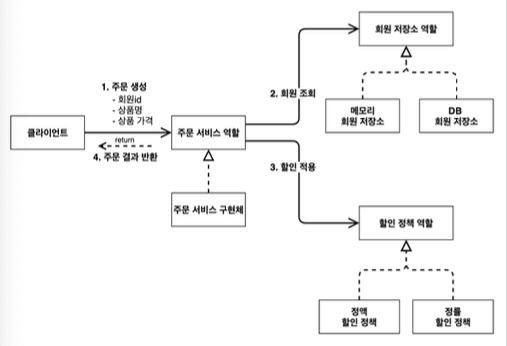 회원 저장소 역할
1. 주문 생성
- 회원id
- 상품명
- 상품 가격
2. 회원 조회
메모리
회원 저장소
DB
회원 저장소
클라이언트
return
4. 주문 결과 반환
주문 서비스 역할
3. 할인 적용
주문 서비스 구현체
할인 정책 역할
정액
할인 정책
정률
할인 정책